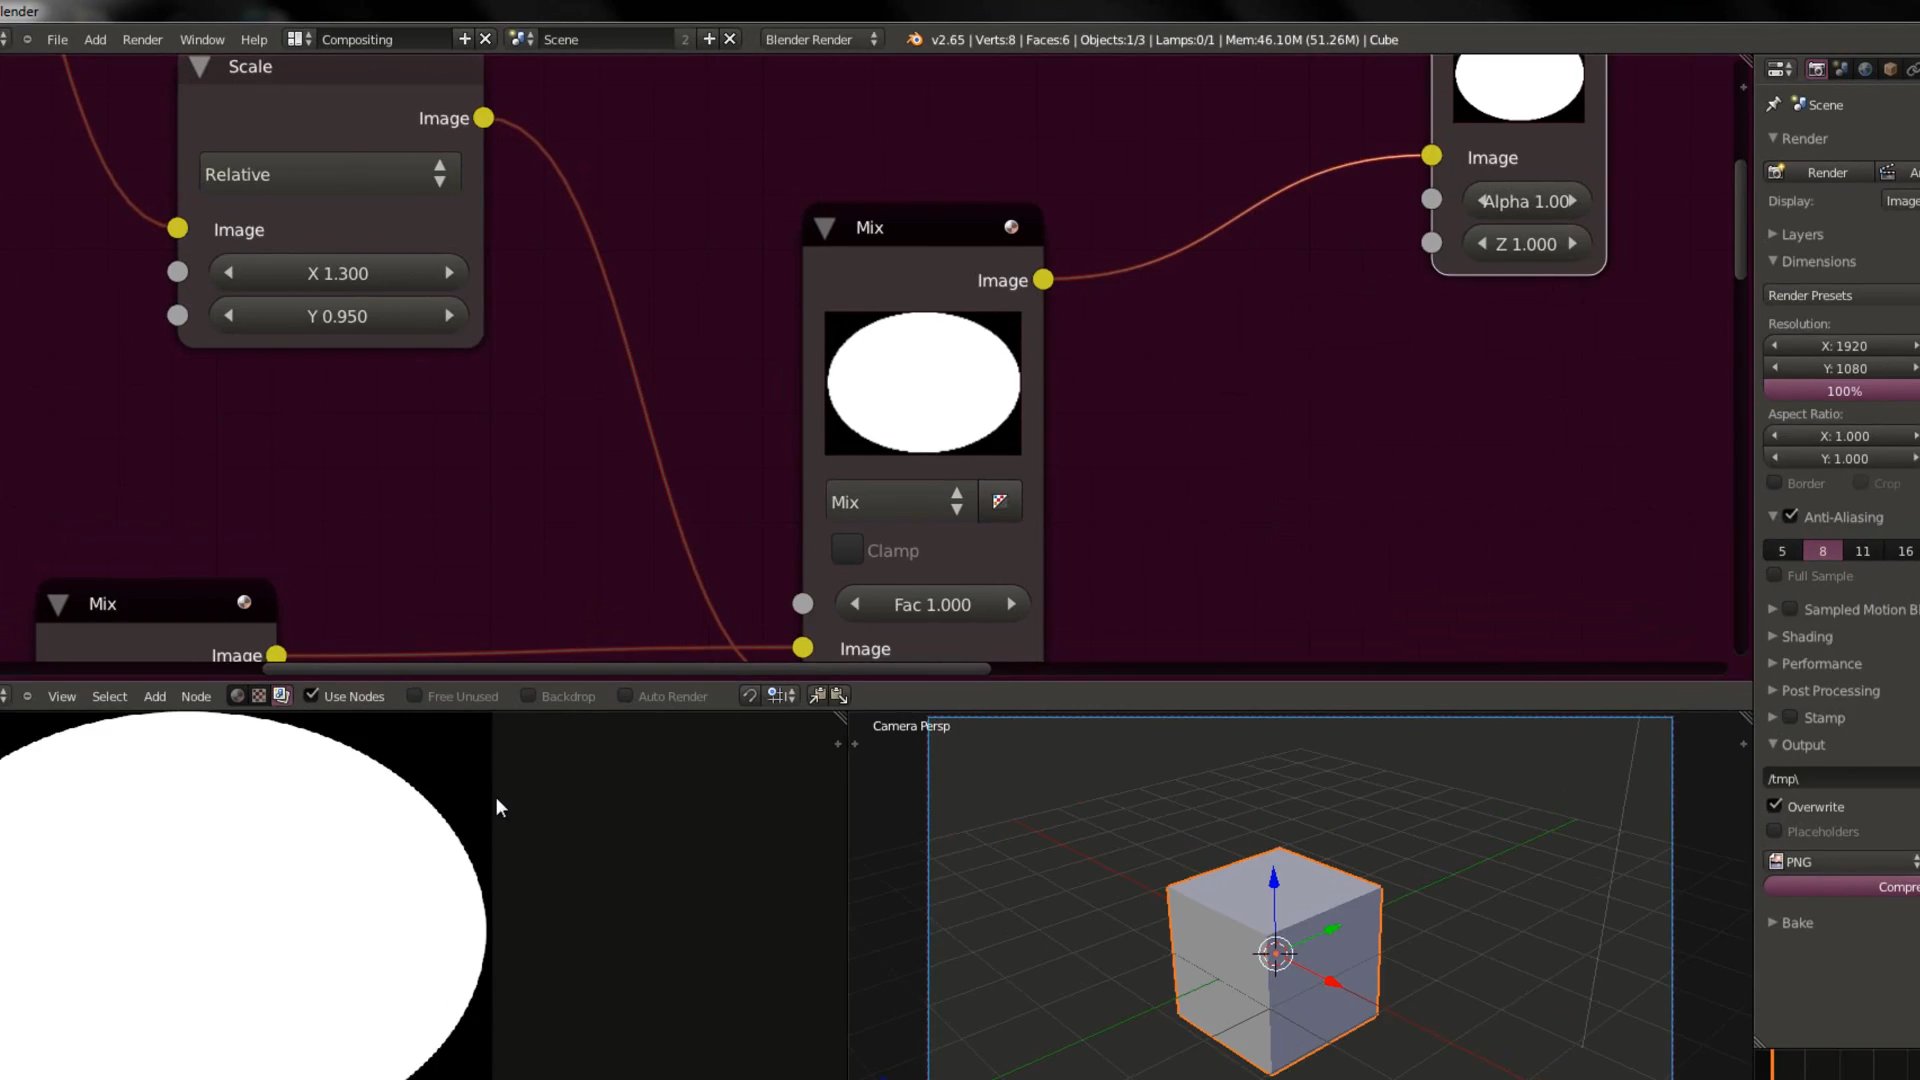 lender
File Add Render Window Help Compositing Scene 2 Blender Render v2.65 | Verts:8 | Faces:6 | Objects:1/3 | Lamps:0/1 | Mem:46.10M (51.26M) | Cube
Scale
Image
Relative
Image
X 1.300
Y 0.950
Mix
Image
Mix
Clamp
Fac 1.000
Image
Mix
Image
Image
Alpha 1.00
Z 1.000
View Select Add Node Use Nodes Free Unused Backdrop Auto Render
Camera Persp
Scene
Render
Render A
Display: Image
Layers
Dimensions
Render Presets
Resolution:
X: 1920
Y: 1080
100%
Aspect Ratio:
X: 1.000
Y: 1.000
Border Crop
Anti-Aliasing
5 8 11 16
Full Sample
Sampled Motion Bl
Shading
Performance
Post Processing
Stamp
Output
/tmp\
Overwrite
Placeholders
PNG
Compre
Bake